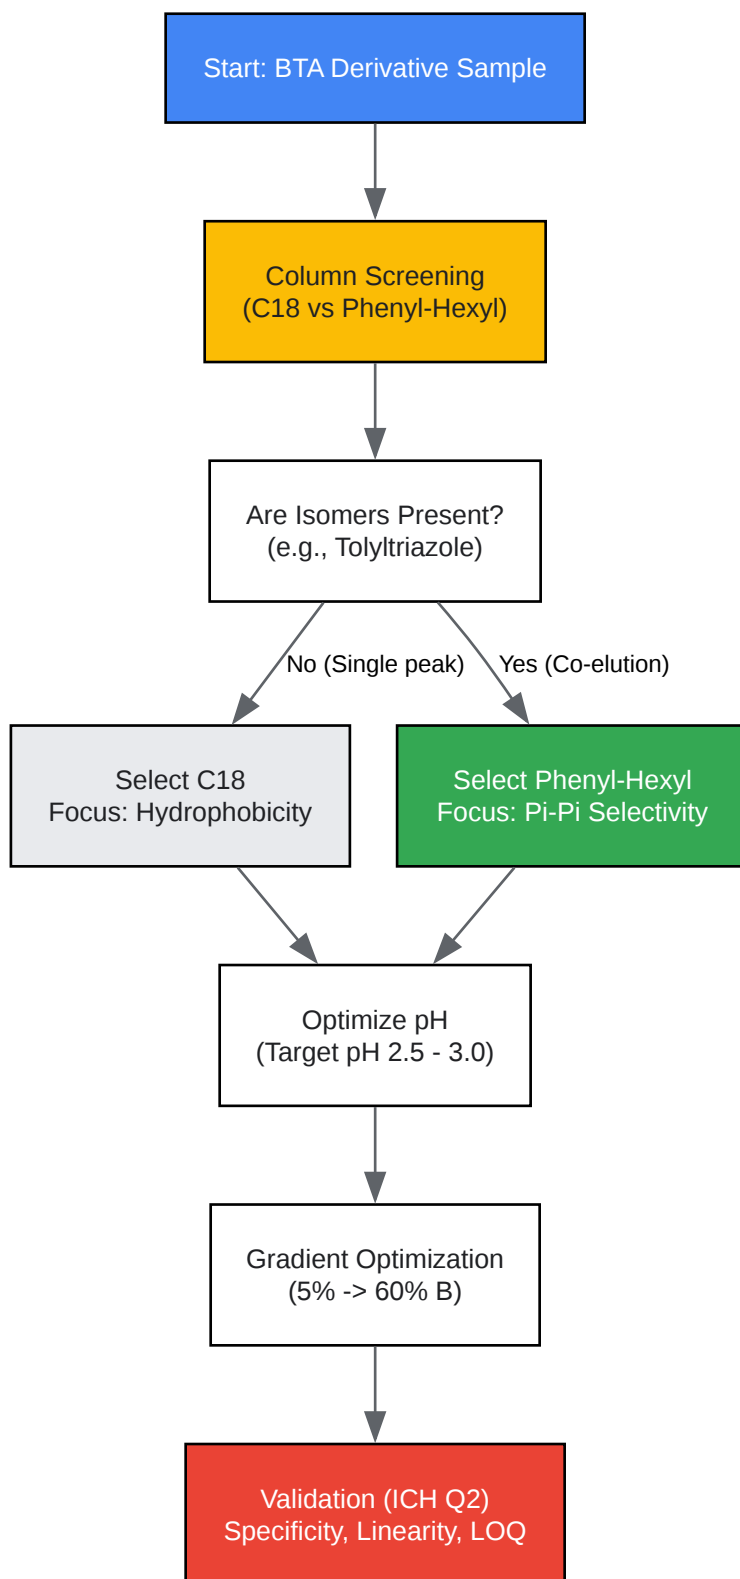 Start: BTA Derivative Sample
Column Screening
(C18 vs Phenyl-Hexyl)
Are Isomers Present?
(e.g., Tolyltriazole)
No (Single peak)
Yes (Co-elution)
Select C18
Focus: Hydrophobicity
Select Phenyl-Hexyl
Focus: Pi-Pi Selectivity
Optimize pH
(Target pH 2.5 - 3.0)
Gradient Optimization
(5% -> 60% B)
Validation (ICH Q2)
Specificity, Linearity, LOQ